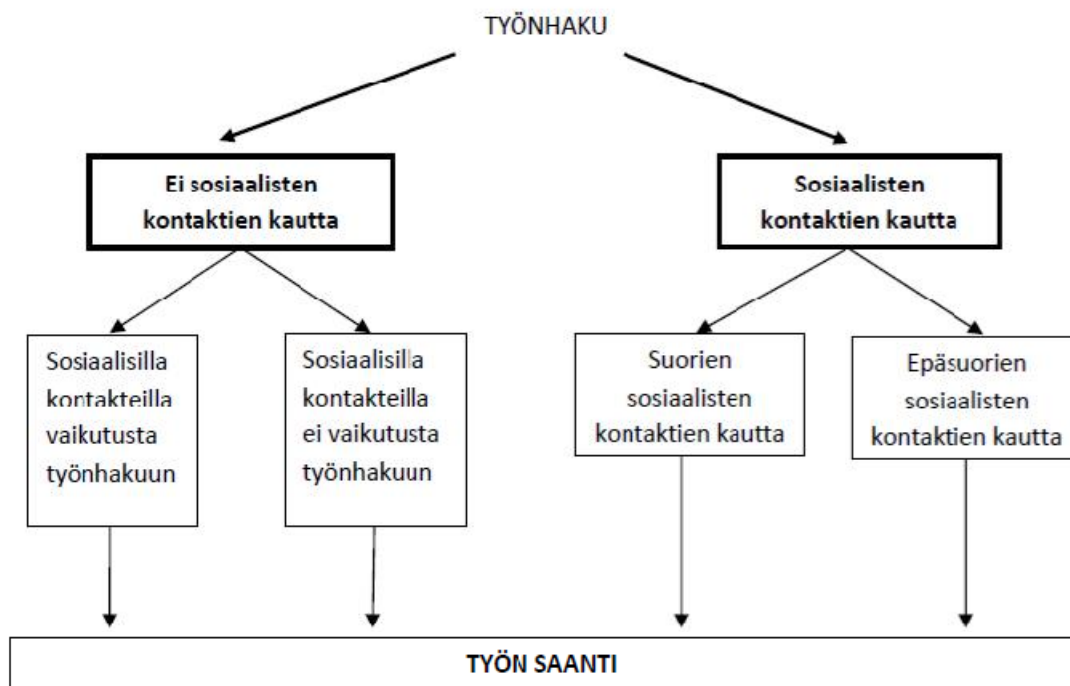 TYÖNHAKU
Ei sosiaalisten
kontaktien kautta
Sosiaalisten
kontaktien kautta
Sosiaalisilla
kontakteilla
vaikutusta
työnhakuun
Sosiaalisilla
kontakteilla
ei vaikutusta
työnhakuun
Suorien
sosiaalisten
kontaktien kautta
Epäsuorien
sosiaalisten
kontaktien kautta
TYÖN SAANTI